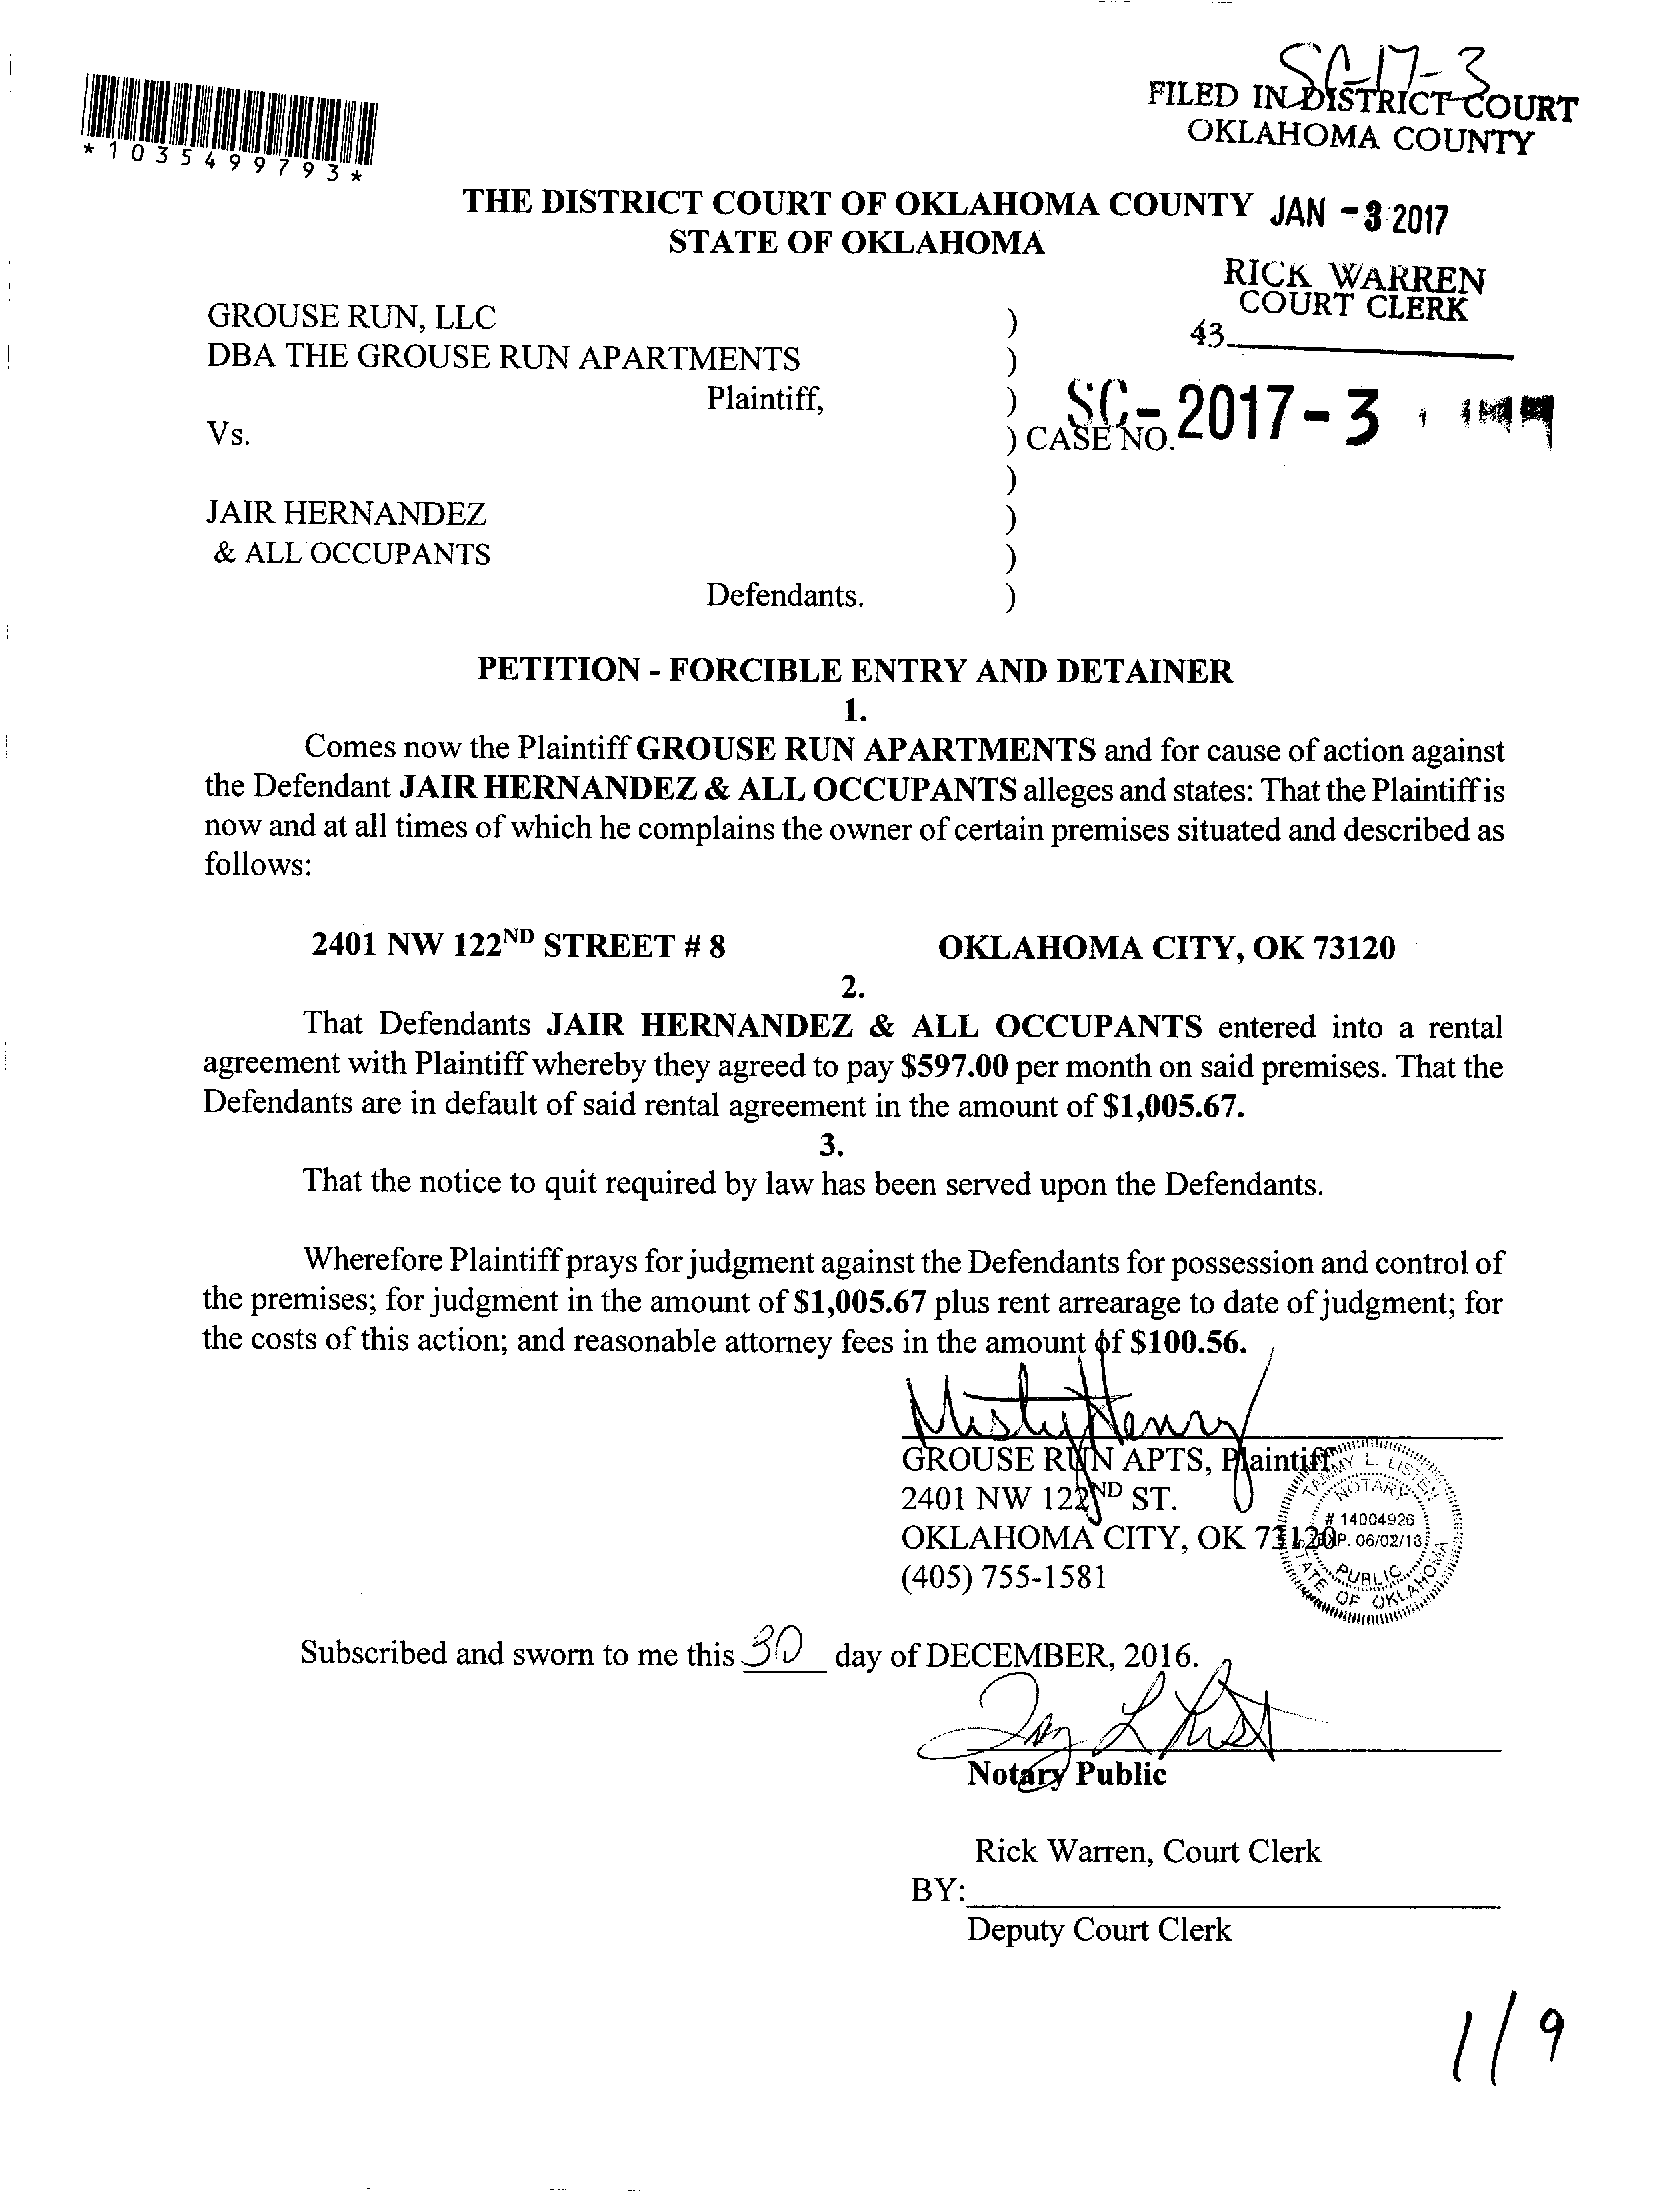 SC-17-3
FILED IN DISTRICT COURT
OKLAHOMA COUNTY
*1035499793*
THE DISTRICT COURT OF OKLAHOMA COUNTY JAN -3 2017
STATE OF OKLAHOMA
RICK WARREN
COURT CLERK
43
GROUSE RUN, LLC )
DBA THE GROUSE RUN APARTMENTS )
Plaintiff, )
Vs. ) CASE NO. SC-2017-3
)
JAIR HERNANDEZ )
& ALL OCCUPANTS )
Defendants. )
PETITION - FORCIBLE ENTRY AND DETAINER
1.
Comes now the Plaintiff GROUSE RUN APARTMENTS and for cause of action against
the Defendant JAIR HERNANDEZ & ALL OCCUPANTS alleges and states: That the Plaintiff is
now and at all times of which he complains the owner of certain premises situated and described as
follows:
2401 NW 122ND STREET # 8 OKLAHOMA CITY, OK 73120
2.
That Defendants JAIR HERNANDEZ & ALL OCCUPANTS entered into a rental
agreement with Plaintiff whereby they agreed to pay $597.00 per month on said premises. That the
Defendants are in default of said rental agreement in the amount of $1,005.67.
3.
That the notice to quit required by law has been served upon the Defendants.
Wherefore Plaintiff prays for judgment against the Defendants for possession and control of
the premises; for judgment in the amount of $1,005.67 plus rent arrearage to date of judgment; for
the costs of this action; and reasonable attorney fees in the amount of $100.56.
Misty Henry
GROUSE RUN APTS, Plaintiff
2401 NW 122ND ST.
OKLAHOMA CITY, OK 73120
(405) 755-1581
TAMMY L. LISTEN
NOTARY
# 14004926
EXP. 06/02/18
PUBLIC
STATE OF OKLAHOMA
Subscribed and sworn to me this 30 day of DECEMBER, 2016.
Notary Public
Rick Warren, Court Clerk
BY:
Deputy Court Clerk
1/9